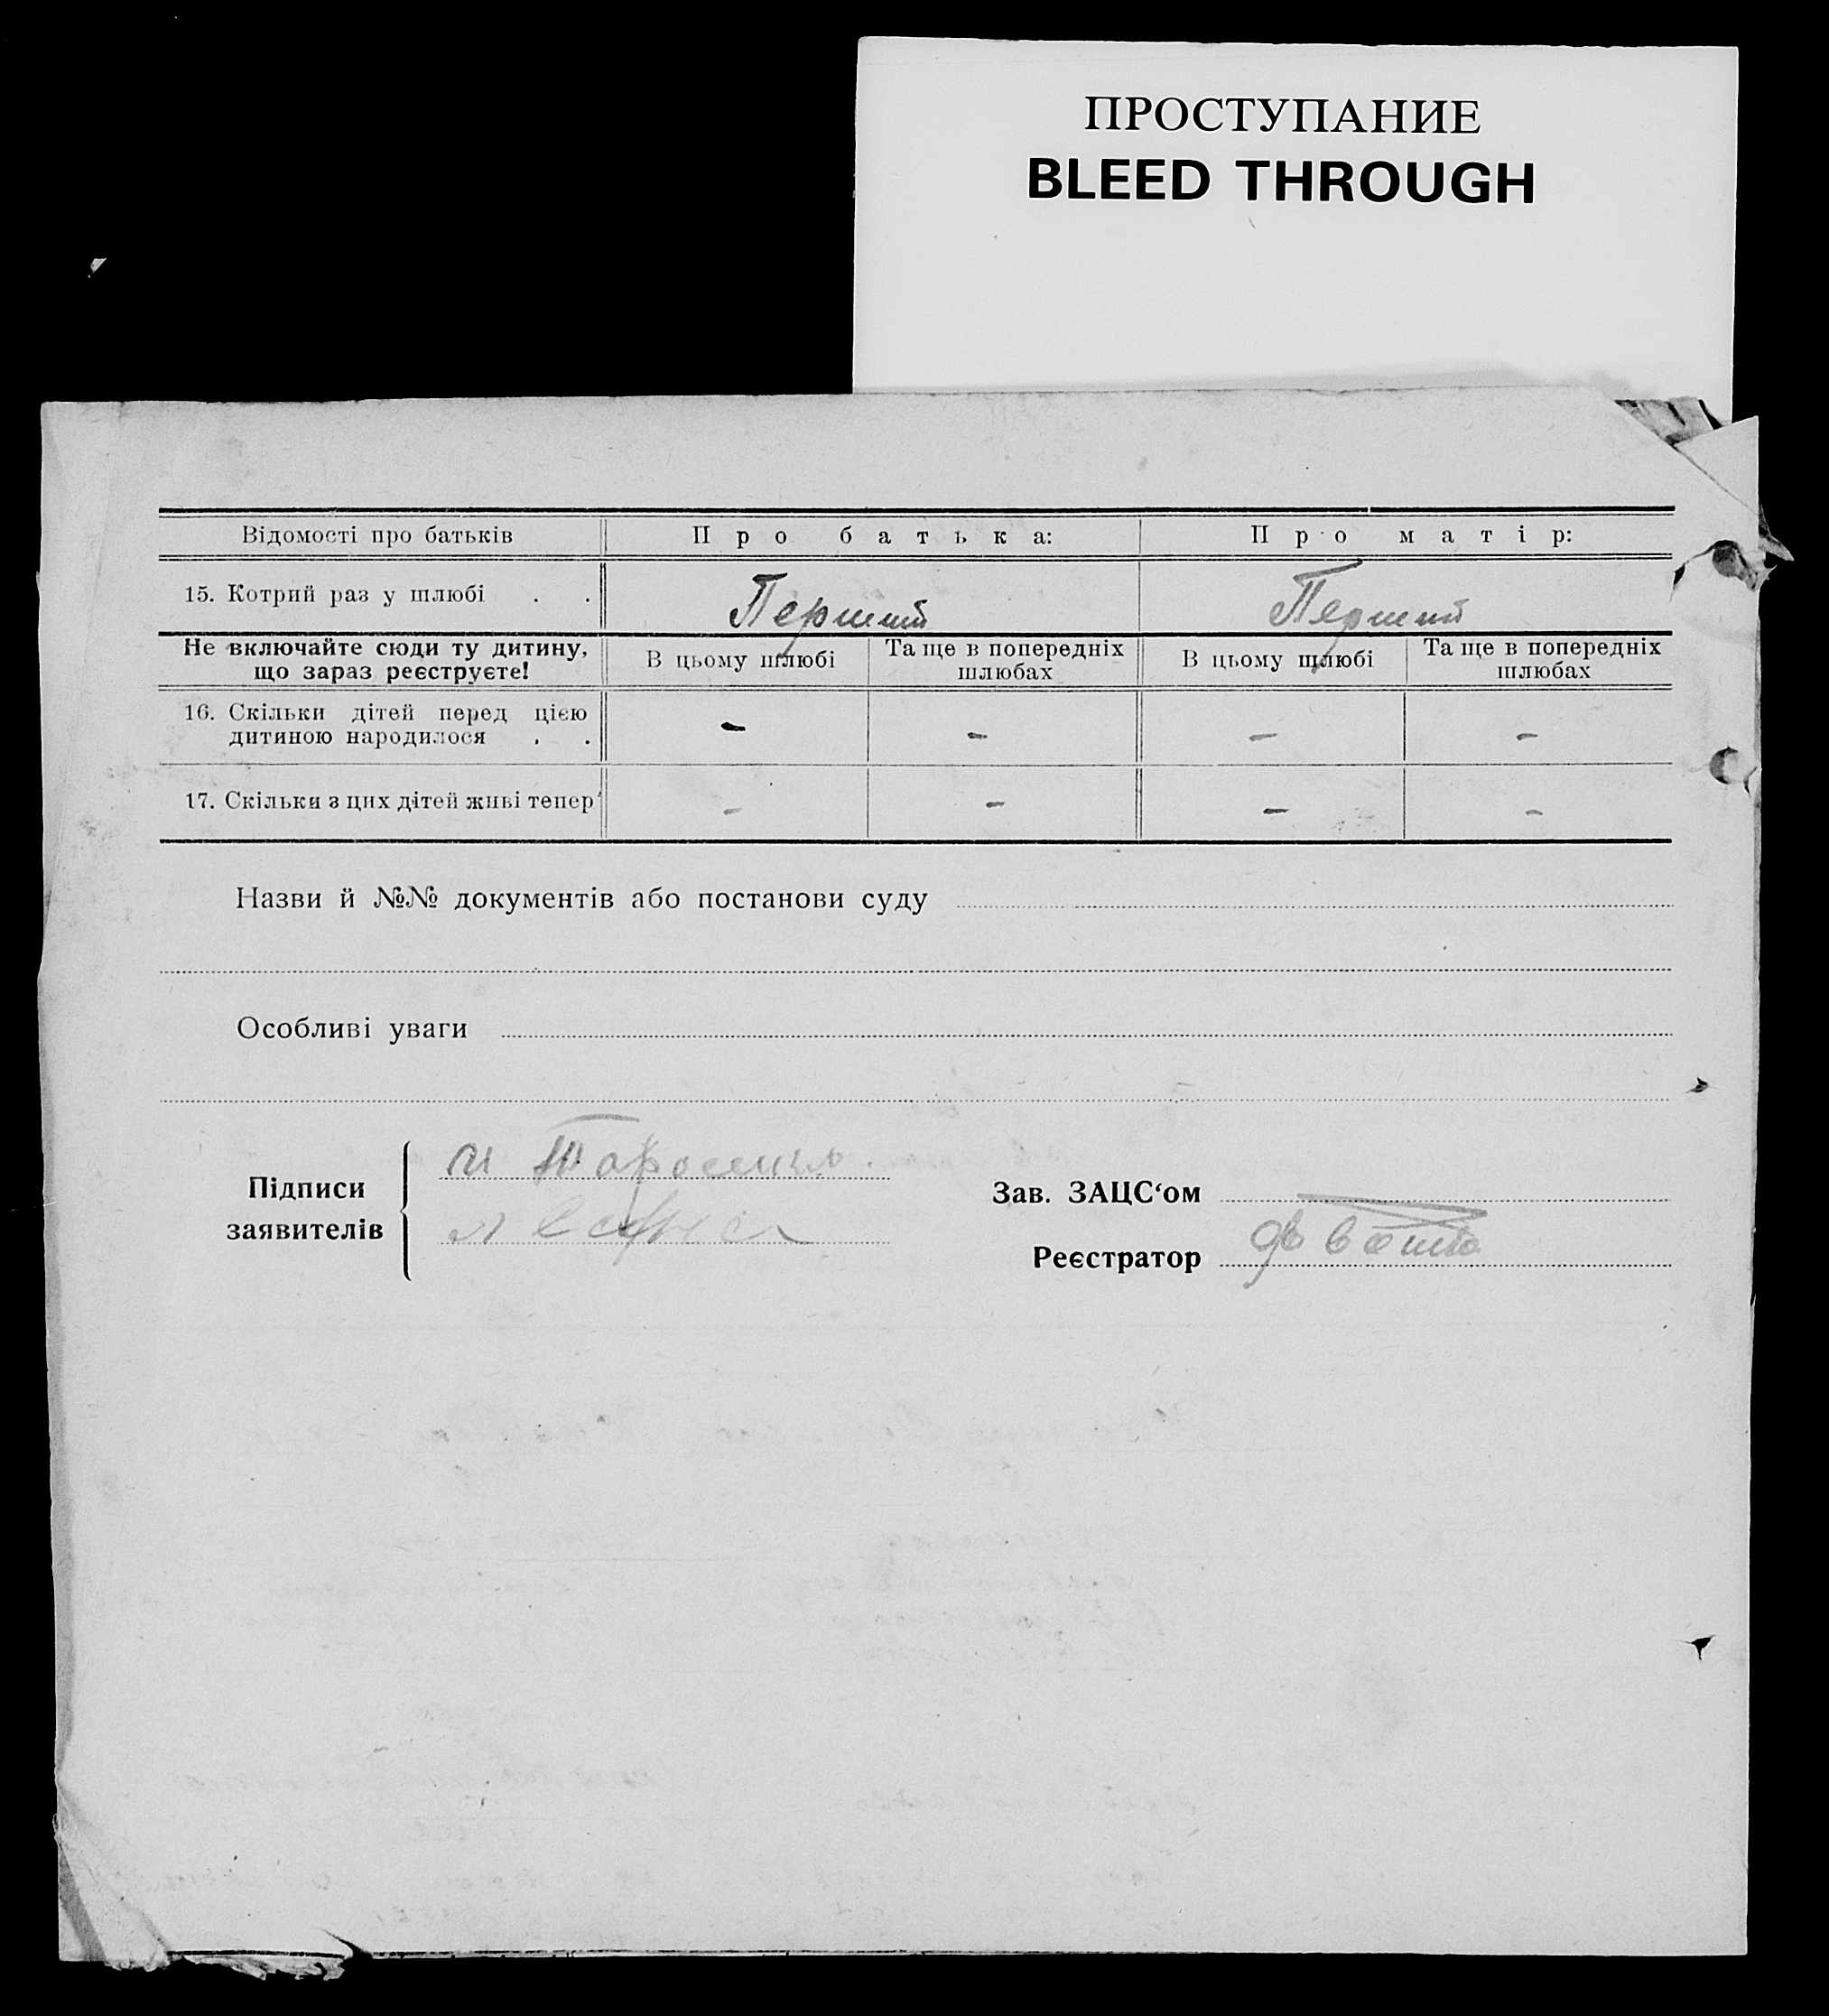 ПРОСТУПАНИЕ
BLEED THROUGH
Відомості про батьків Про батька: Про матір:
15. Котрий раз у шлюбі . . Перший Перший
Не включайте сюди ту дитину, що зараз реєструєте! В цьому шлюбі Та ще в попередніх шлюбах В цьому шлюбі Та ще в попередніх шлюбах
16. Скільки дітей перед цією дитиною народилося . . – – – –
17. Скільки з цих дітей живі тепер – – – –
Назви й №№ документів або постанови суду
Особливі уваги
Підписи заявителів
Зав. ЗАЦС‘ом
Реєстратор